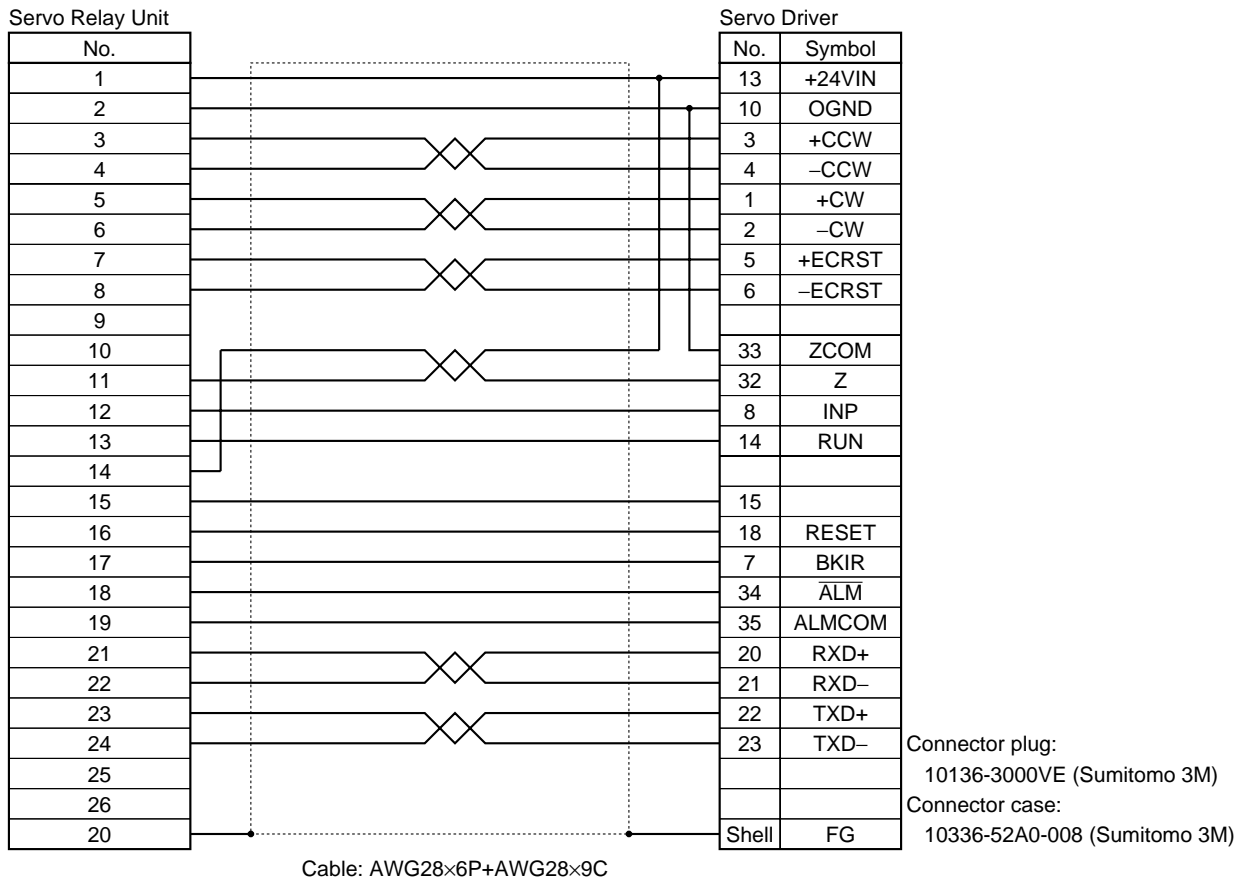 Servo Relay Unit Servo Driver
No. No. Symbol
1 13 +24VIN
2 10 OGND
3 3 +CCW
4 4 −CCW
5 1 +CW
6 2 −CW
7 5 +ECRST
8 6 −ECRST
9
10 33 ZCOM
11 32 Z
12 8 INP
13 14 RUN
14
15 15
16 18 RESET
17 7 BKIR
18 34 A̅L̅M̅
19 35 ALMCOM
21 20 RXD+
22 21 RXD−
23 22 TXD+
24 23 TXD− Connector plug:
25 10136-3000VE (Sumitomo 3M)
26 Connector case:
20 Shell FG 10336-52A0-008 (Sumitomo 3M)
Cable: AWG28×6P+AWG28×9C